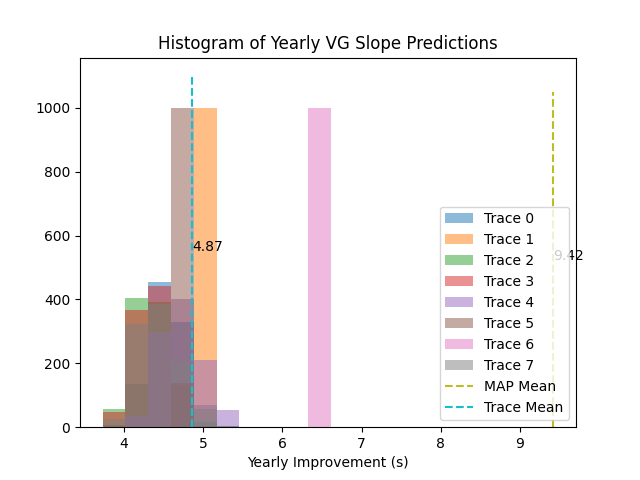 Histogram of Yearly VG Slope Predictions
1000
800
600
400
200
0
4.87
9.42
Trace 0
Trace 1
Trace 2
Trace 3
Trace 4
Trace 5
Trace 6
Trace 7
MAP Mean
Trace Mean
4 5 6 7 8 9
Yearly Improvement (s)